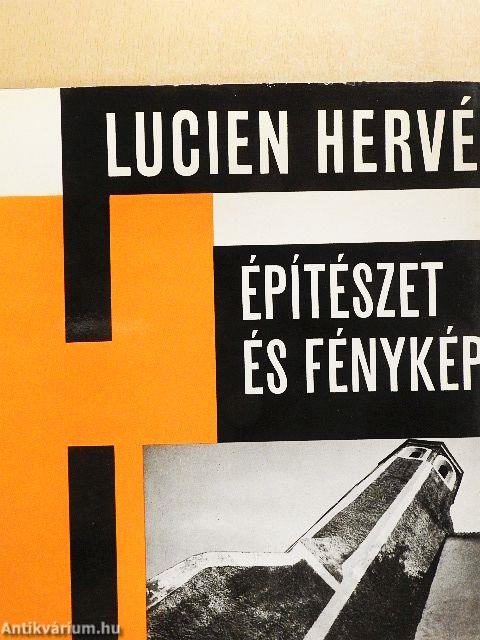 LUCIEN HERVÉ
ÉPÍTÉSZET
ÉS FÉNYKÉP
Antikvárium.hu